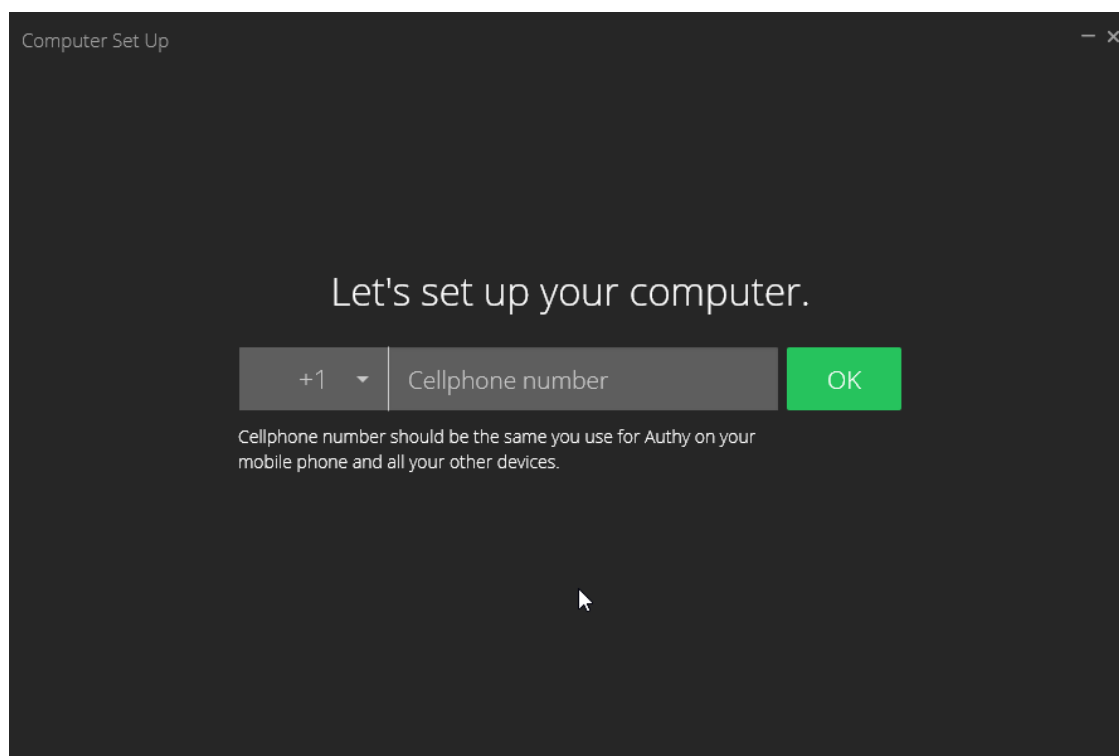 Computer Set Up
Let's set up your computer.
+1
Cellphone number
OK
Cellphone number should be the same you use for Authy on your
mobile phone and all your other devices.